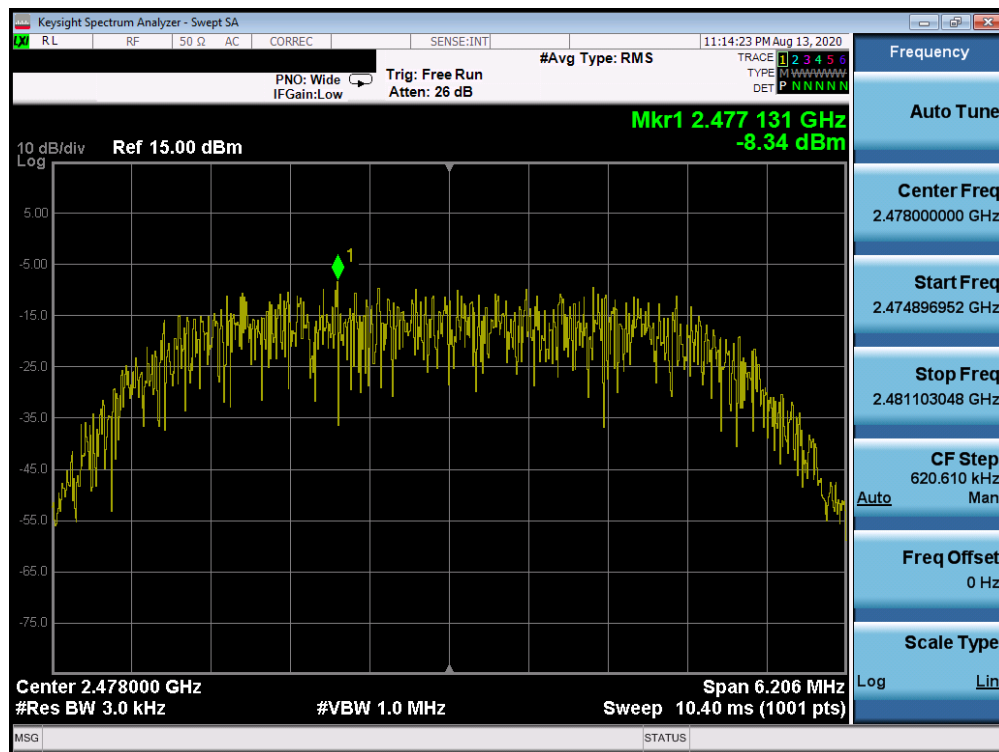 Keysight Spectrum Analyzer - Swept SA
LXI RL RF 50 Ω AC CORREC SENSE:INT 11:14:23 PM Aug 13, 2020
#Avg Type: RMS
TRACE 1 2 3 4 5 6
TYPE M WWWWW
DET P N N N N N
PNO: Wide Trig: Free Run
IFGain:Low Atten: 26 dB
Mkr1 2.477 131 GHz
-8.34 dBm
10 dB/div Ref 15.00 dBm
Log
5.00
-5.00
-15.0
-25.0
-35.0
-45.0
-55.0
-65.0
-75.0
1
Center 2.478000 GHz Span 6.206 MHz
#Res BW 3.0 kHz #VBW 1.0 MHz Sweep 10.40 ms (1001 pts)
MSG STATUS
Frequency
Auto Tune
Center Freq
2.478000000 GHz
Start Freq
2.474896952 GHz
Stop Freq
2.481103048 GHz
CF Step
620.610 kHz
Auto Man
Freq Offset
0 Hz
Scale Type
Log Lin